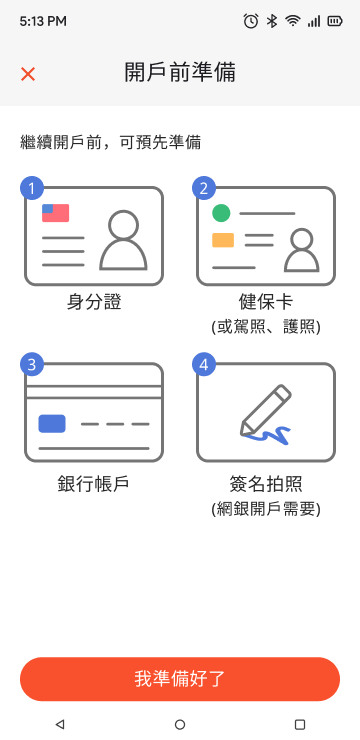 5:13 PM
開戶前準備
繼續開戶前，可預先準備
1
2
身分證
健保卡
(或駕照、護照)
3
4
銀行帳戶
簽名拍照
(網銀開戶需要)
我準備好了